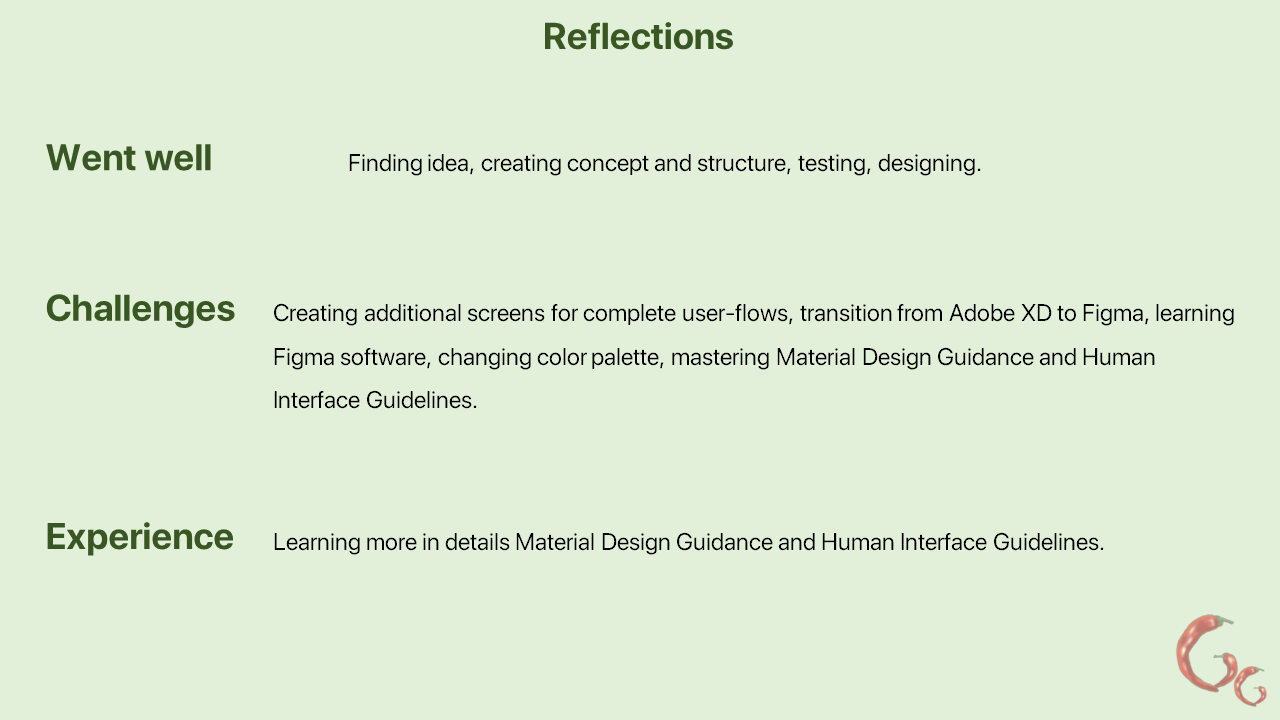 Reflections
Went well
Finding idea, creating concept and structure, testing, designing.
Challenges
Creating additional screens for complete user-flows, transition from Adobe XD to Figma, learning
Figma software, changing color palette, mastering Material Design Guidance and Human
Interface Guidelines.
Experience
Learning more in details Material Design Guidance and Human Interface Guidelines.
GG